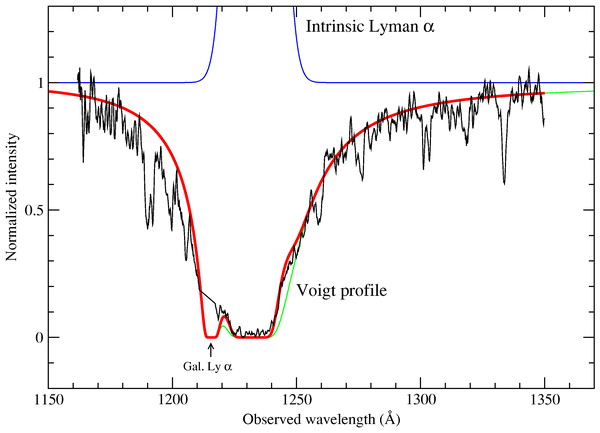 Intrinsic Lyman α
1
Normalized intensity
0.5
Voigt profile
0
Gal. Ly α
1150
1200
1250
1300
1350
Observed wavelength (Å)